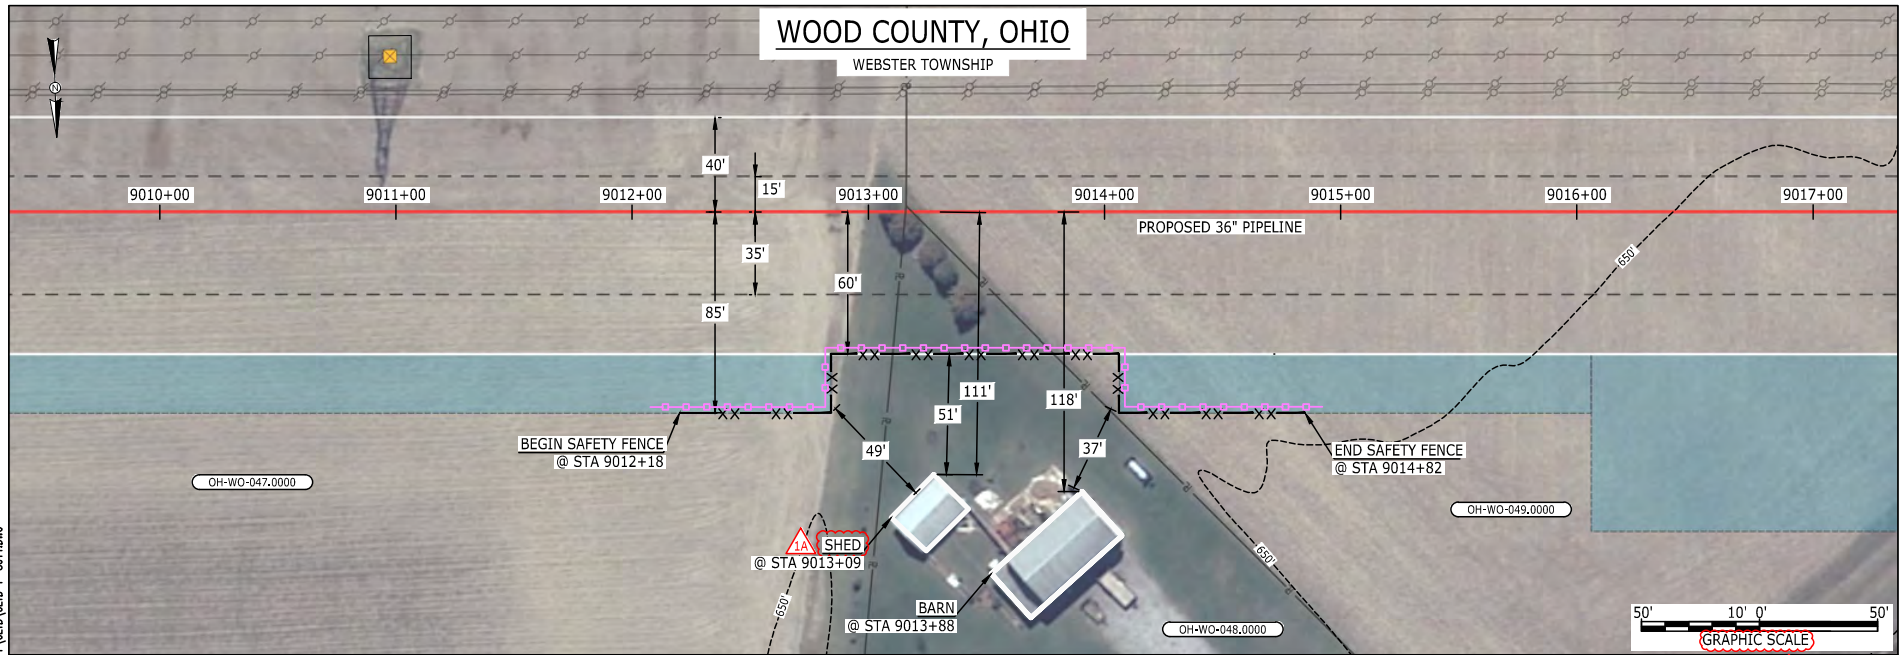 WOOD COUNTY, OHIO
WEBSTER TOWNSHIP
N
40'
15'
9010+00
9011+00
9012+00
9013+00
9014+00
9015+00
9016+00
9017+00
PROPOSED 36" PIPELINE
35'
60'
85'
650'
111'
118'
51'
49'
37'
BEGIN SAFETY FENCE
@ STA 9012+18
END SAFETY FENCE
@ STA 9014+82
OH-WO-047.0000
OH-WO-049.0000
1A
SHED
@ STA 9013+09
650'
650'
BARN
@ STA 9013+88
OH-WO-048.0000
50' 10' 0' 50'
GRAPHIC SCALE